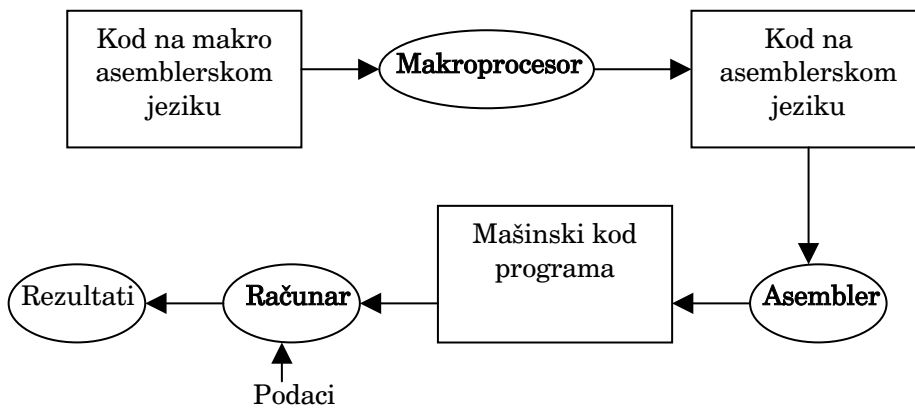 Kod na makro
asemblerskom
jeziku
Makroprocesor
Kod na
asemblerskom
jeziku
Mašinski kod
programa
Rezultati
Računar
Asembler
Podaci